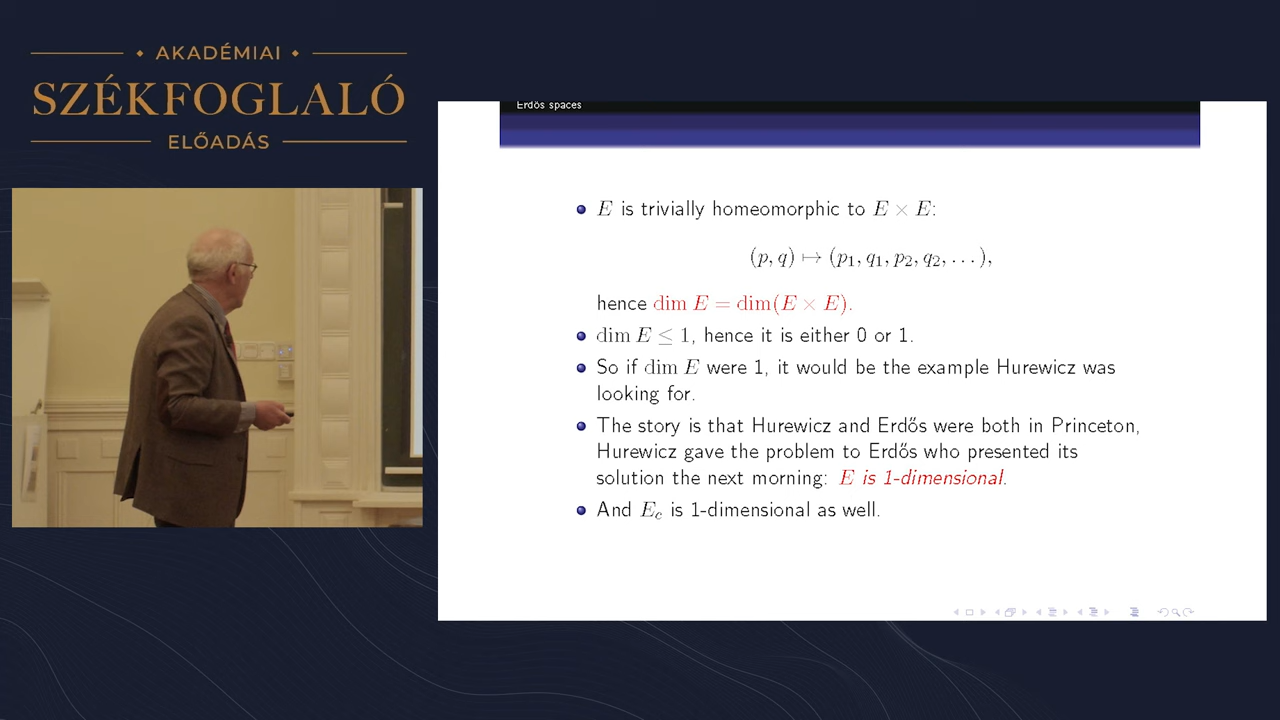 AKADÉMIAI
SZÉKFOGLALÓ
ELŐADÁS
Erdős spaces
E is trivially homeomorphic to E × E:
(p, q) ↦ (p₁, q₁, p₂, q₂, . . . ),
hence dim E = dim(E × E).
dim E ≤ 1, hence it is either 0 or 1.
So if dim E were 1, it would be the example Hurewicz was
looking for.
The story is that Hurewicz and Erdős were both in Princeton,
Hurewicz gave the problem to Erdős who presented its
solution the next morning: E is 1-dimensional.
And E_c is 1-dimensional as well.